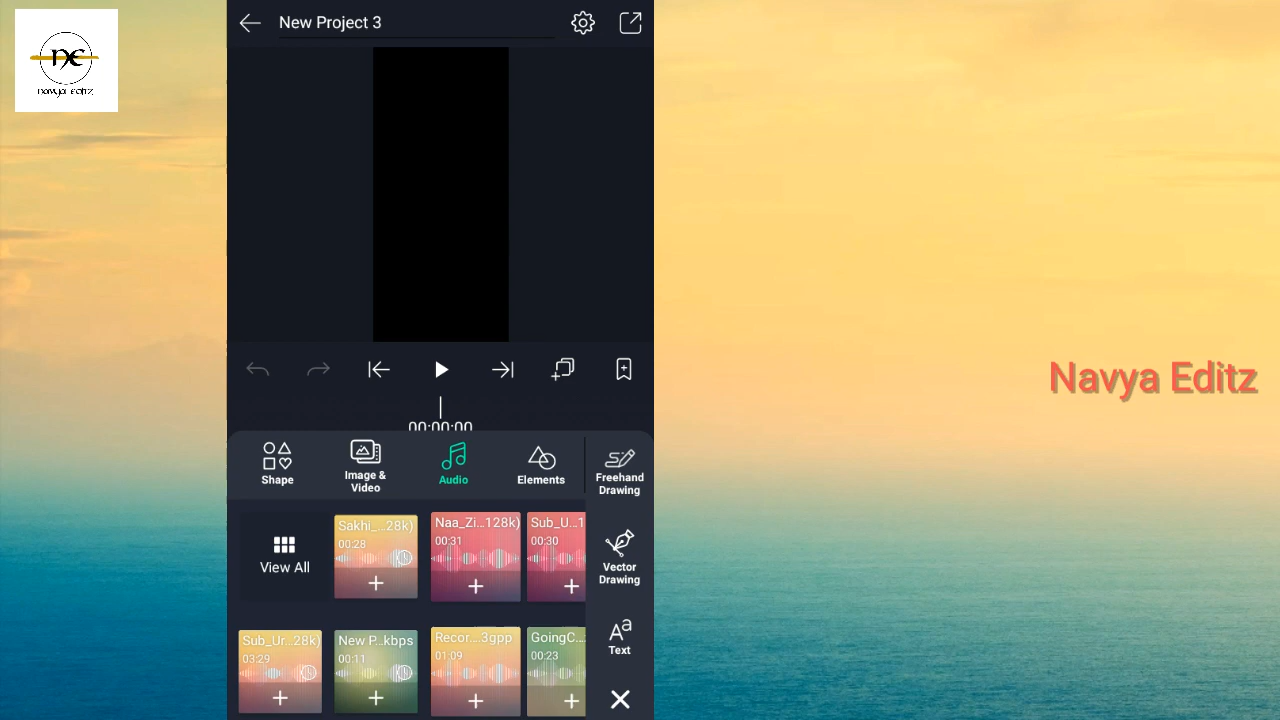 NE
Navya Editz
New Project 3
00:00:00
Shape
Image &
Video
Audio
Elements
Freehand
Drawing
View All
Sakhi_...28k)
00:28
Naa_Zi...128k)
00:31
Sub_U...1
00:30
Vector
Drawing
Sub_Ur...28k)
03:29
New P..kbps
00:11
Recor....3gpp
01:09
GoingC...
00:23
Aa
Text
Navya Editz